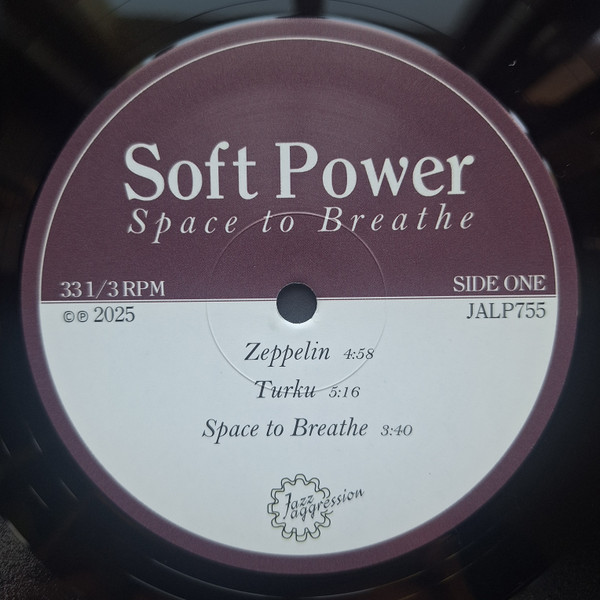 Soft Power
Space to Breathe
33 1/3 RPM
SIDE ONE
©℗ 2025
JALP755
Zeppelin 4:58
Turku 5:16
Space to Breathe 3:40
Jazz
aggression